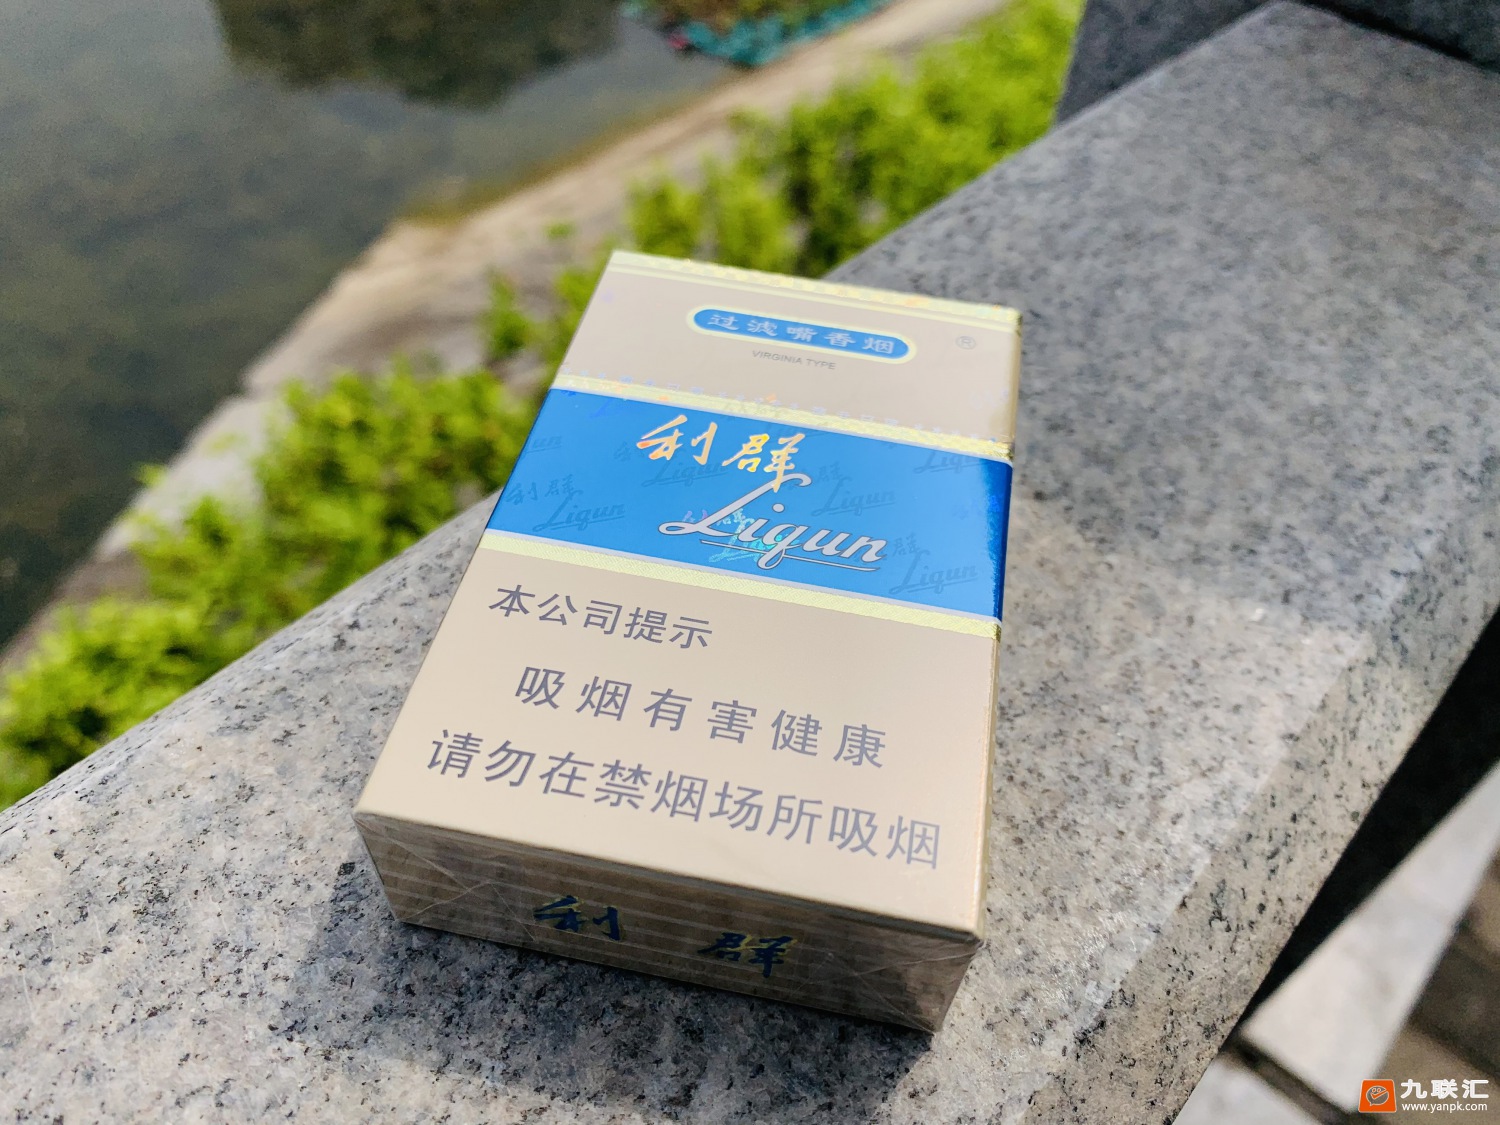 过滤嘴香烟
®
VIRGINIA TYPE
利群
Liqun
本公司提示
吸烟有害健康
请勿在禁烟场所吸烟
利 群
九联汇
www.yanpk.com